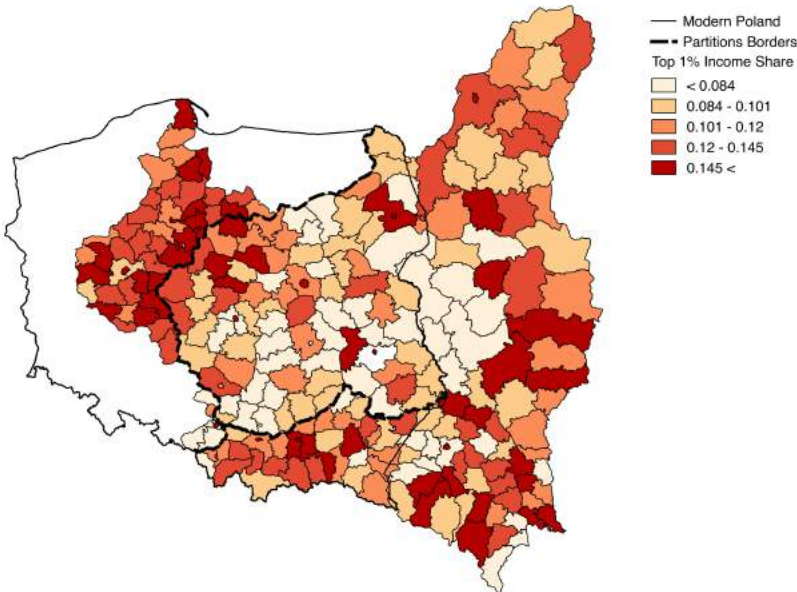 Modern Poland
Partitions Borders
Top 1% Income Share
< 0.084
0.084 - 0.101
0.101 - 0.12
0.12 - 0.145
0.145 <